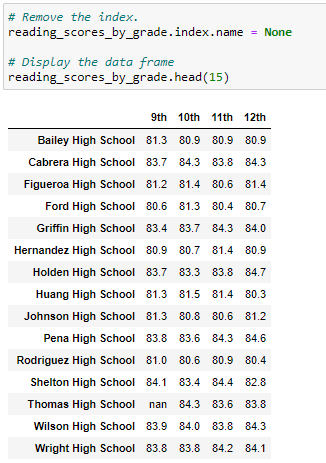 # Remove the index.
reading_scores_by_grade.index.name = None
# Display the data frame
reading_scores_by_grade.head(15)
9th 10th 11th 12th
Bailey High School 81.3 80.9 80.9 80.9
Cabrera High School 83.7 84.3 83.8 84.3
Figueroa High School 81.2 81.4 80.6 81.4
Ford High School 80.6 81.3 80.4 80.7
Griffin High School 83.4 83.7 84.3 84.0
Hernandez High School 80.9 80.7 81.4 80.9
Holden High School 83.7 83.3 83.8 84.7
Huang High School 81.3 81.5 81.4 80.3
Johnson High School 81.3 80.8 80.6 81.2
Pena High School 83.8 83.6 84.3 84.6
Rodriguez High School 81.0 80.6 80.9 80.4
Shelton High School 84.1 83.4 84.4 82.8
Thomas High School nan 84.3 83.6 83.8
Wilson High School 83.9 84.0 83.8 84.3
Wright High School 83.8 83.8 84.2 84.1